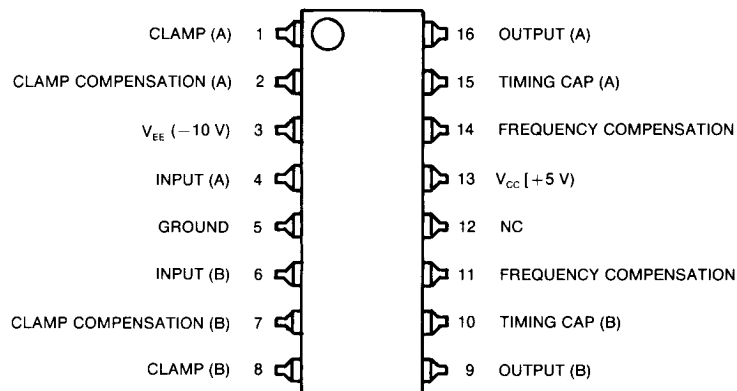 CLAMP (A) 1 16 OUTPUT (A)
CLAMP COMPENSATION (A) 2 15 TIMING CAP (A)
VEE (−10 V) 3 14 FREQUENCY COMPENSATION
INPUT (A) 4 13 VCC [+5 V)
GROUND 5 12 NC
INPUT (B) 6 11 FREQUENCY COMPENSATION
CLAMP COMPENSATION (B) 7 10 TIMING CAP (B)
CLAMP (B) 8 9 OUTPUT (B)